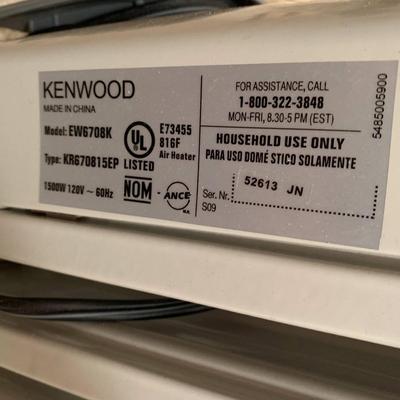 KENWOOD
MADE IN CHINA
Model: EW6708K
Type: KR670815EP
1500W 120V ~ 60Hz
UL
LISTED
E73455
816F
Air Heater
NOM - ANCE
FOR ASSISTANCE, CALL
1-800-322-3848
MON-FRI, 8.30-5 PM (EST)
HOUSEHOLD USE ONLY
PARA USO DOMÉ STICO SOLAMENTE
Ser. Nr. 52613 JN
S09
5485005900